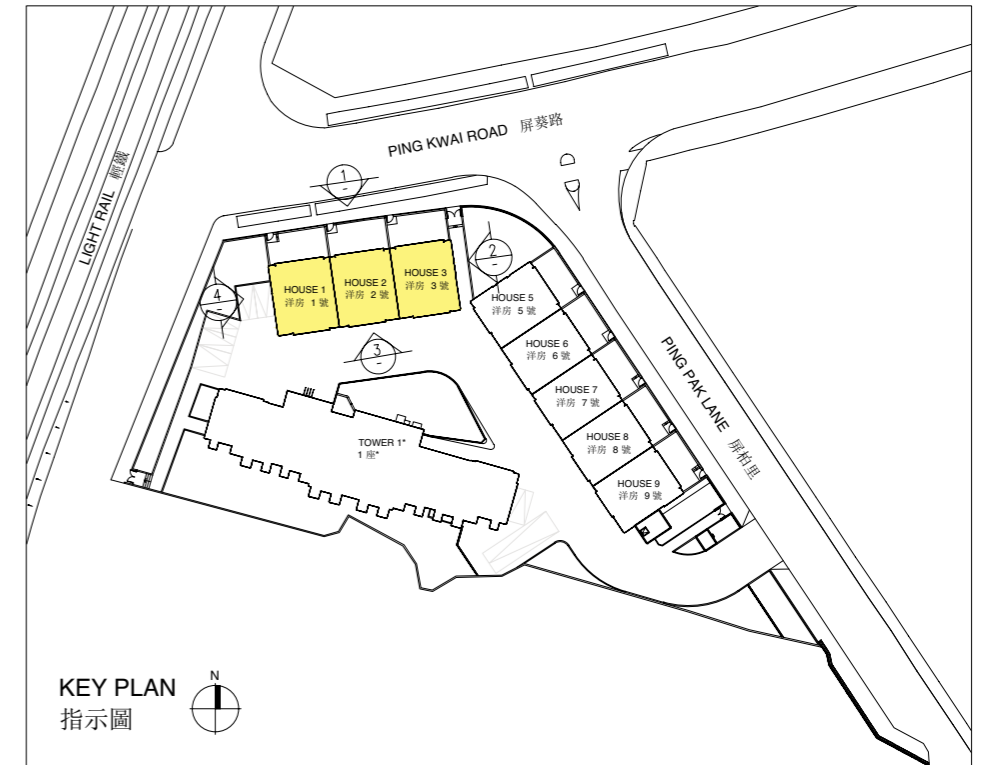 PING KWAI ROAD 屏葵路
LIGHT RAIL 輕鐵
1
-
2
-
HOUSE 1
洋房 1 號
HOUSE 2
洋房 2 號
HOUSE 3
洋房 3 號
4
-
3
-
HOUSE 5
洋房 5 號
HOUSE 6
洋房 6 號
HOUSE 7
洋房 7 號
HOUSE 8
洋房 8 號
HOUSE 9
洋房 9 號
PING PAK LANE 屏柏里
TOWER 1*
1 座*
KEY PLAN
指示圖
N